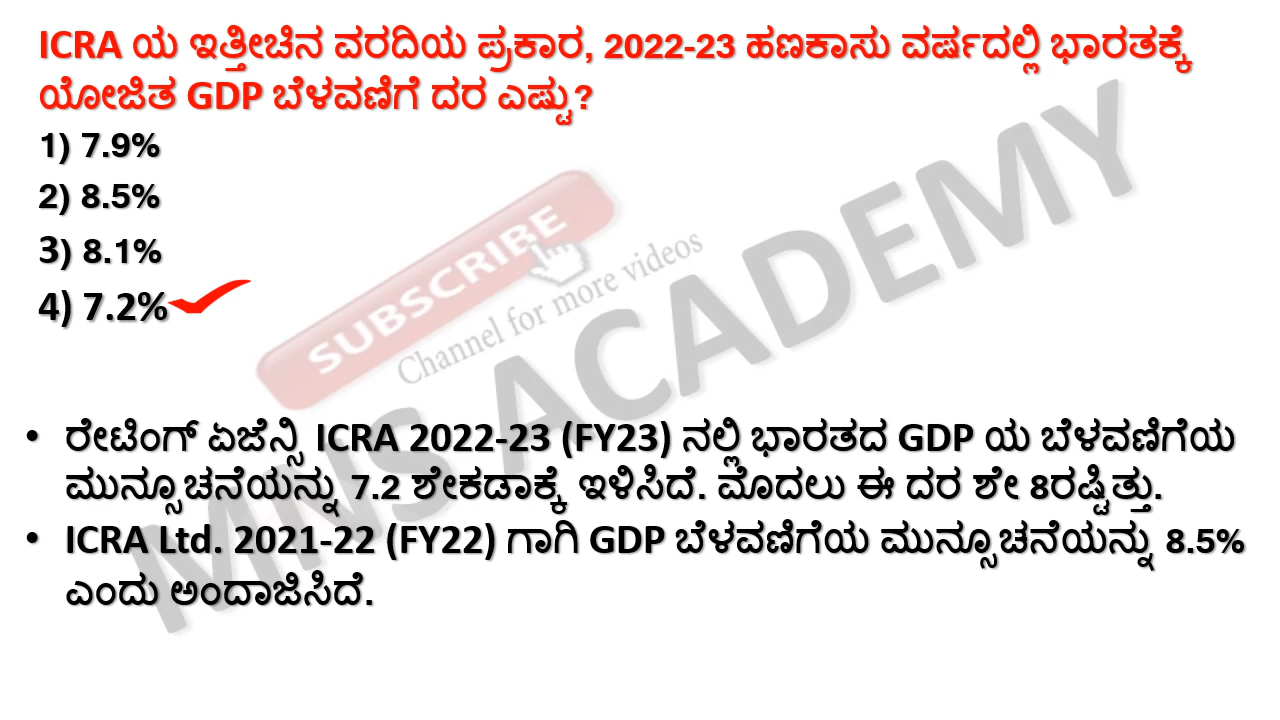 ICRA ಯ ಇತ್ತೀಚಿನ ವರದಿಯ ಪ್ರಕಾರ, 2022-23 ಹಣಕಾಸು ವರ್ಷದಲ್ಲಿ ಭಾರತಕ್ಕೆ
ಯೋಜಿತ GDP ಬೆಳವಣಿಗೆ ದರ ಎಷ್ಟು?
1) 7.9%
2) 8.5%
3) 8.1%
4) 7.2%
SUBSCRIBE
Channel for more videos
MNS ACADEMY
• ರೇಟಿಂಗ್ ಏಜೆನ್ಸಿ ICRA 2022-23 (FY23) ನಲ್ಲಿ ಭಾರತದ GDP ಯ ಬೆಳವಣಿಗೆಯ
ಮುನ್ಸೂಚನೆಯನ್ನು 7.2 ಶೇಕಡಾಕ್ಕೆ ಇಳಿಸಿದೆ. ಮೊದಲು ಈ ದರ ಶೇ 8ರಷ್ಟಿತ್ತು.
• ICRA Ltd. 2021-22 (FY22) ಗಾಗಿ GDP ಬೆಳವಣಿಗೆಯ ಮುನ್ಸೂಚನೆಯನ್ನು 8.5%
ಎಂದು ಅಂದಾಜಿಸಿದೆ.